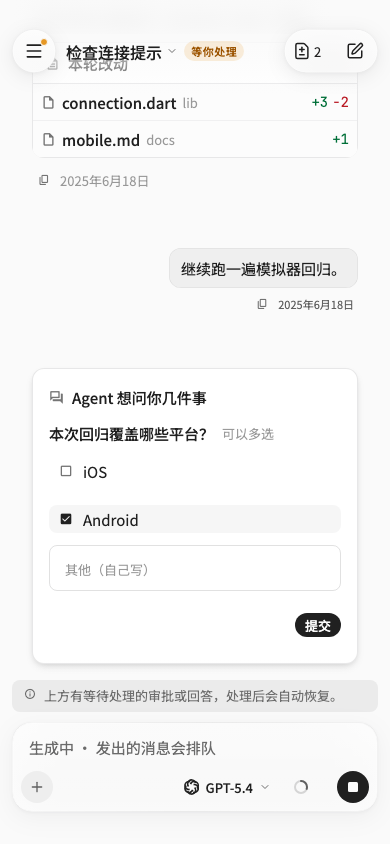 检查连接提示
等你处理
2
本轮改动
connection.dart lib +3 -2
mobile.md docs +1
2025年6月18日
继续跑一遍模拟器回归。
2025年6月18日
Agent 想问你几件事
本次回归覆盖哪些平台？ 可以多选
iOS
Android
其他（自己写）
提交
上方有等待处理的审批或回答，处理后会自动恢复。
生成中 · 发出的消息会排队
GPT-5.4